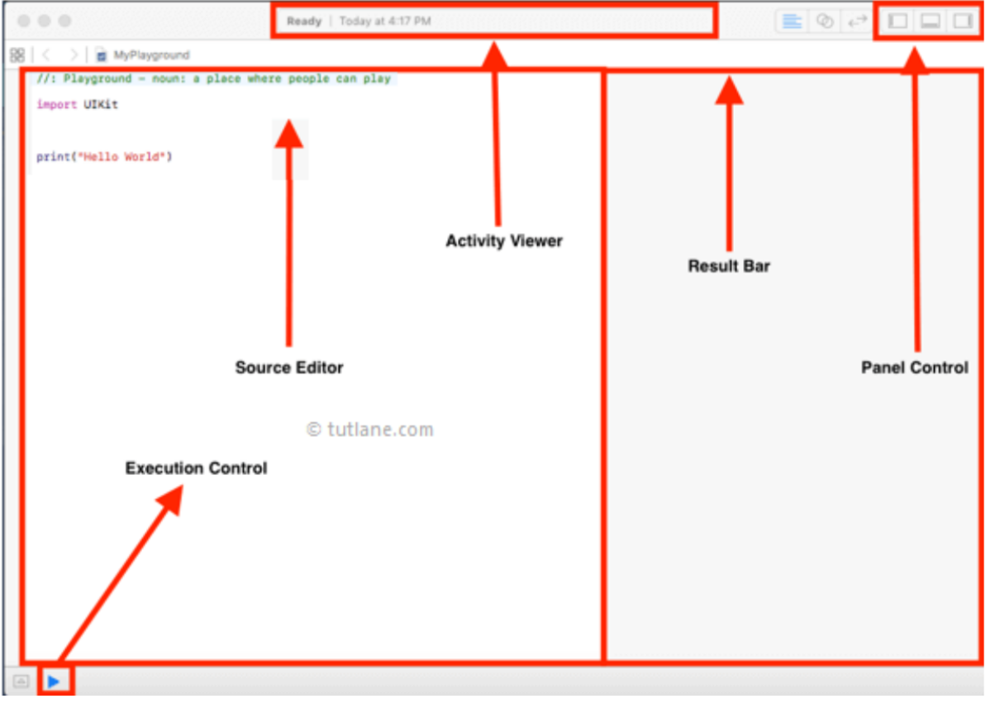 Ready | Today at 4:17 PM
MyPlayground
//: Playground - noun: a place where people can play
import UIKit
print("Hello World")
Activity Viewer
Result Bar
Source Editor
Panel Control
© tutlane.com
Execution Control